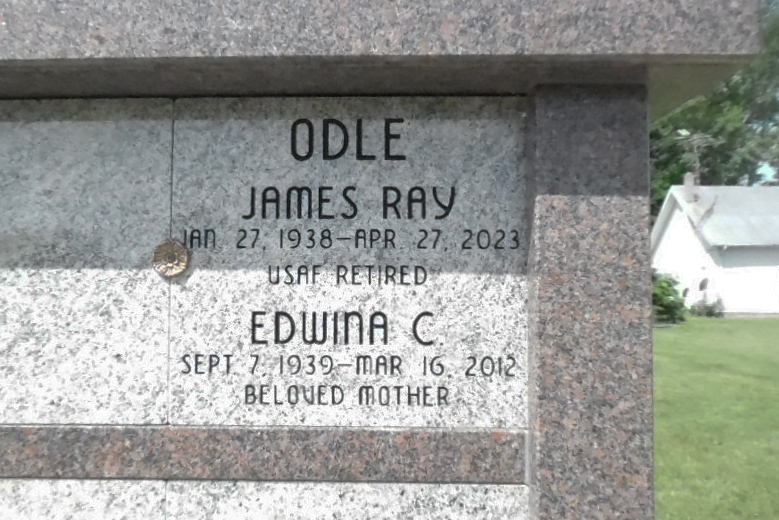 ODLE
JAMES RAY
JAN 27, 1938–APR 27, 2023
USAF RETIRED
EDWINA C.
SEPT 7, 1939–MAR 16, 2012
BELOVED MOTHER